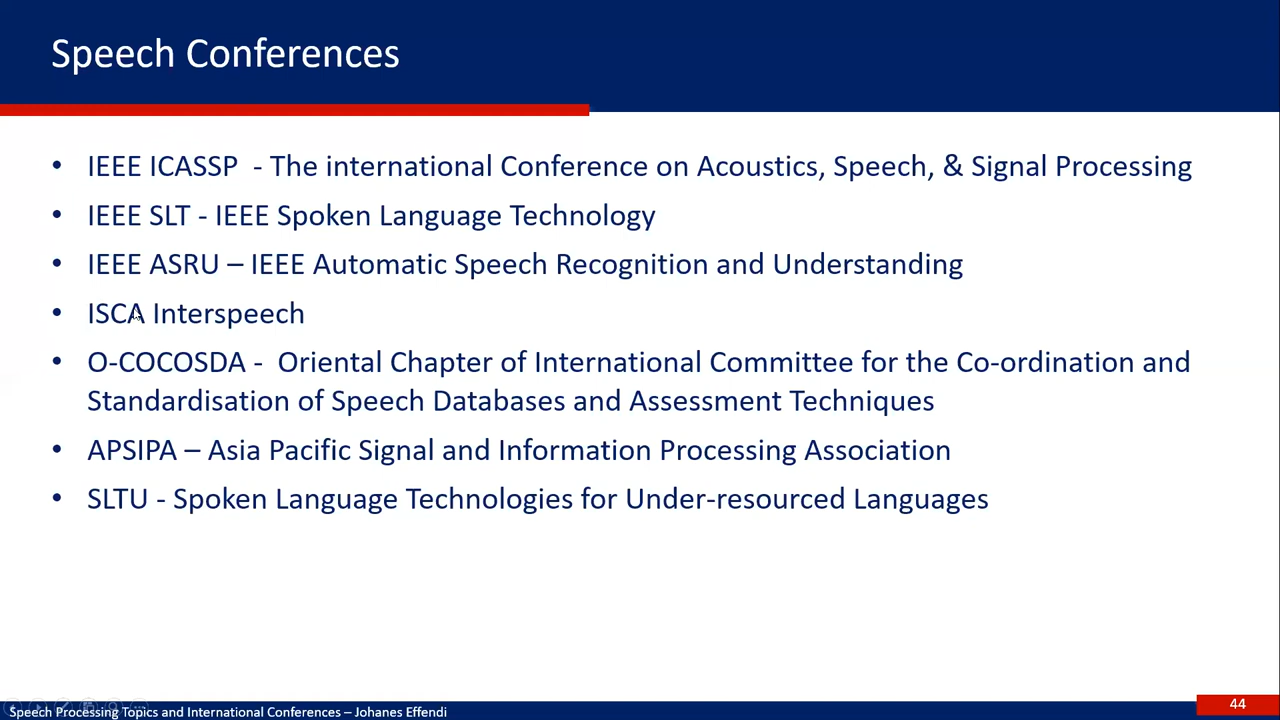 Speech Conferences
• IEEE ICASSP - The international Conference on Acoustics, Speech, & Signal Processing
• IEEE SLT - IEEE Spoken Language Technology
• IEEE ASRU – IEEE Automatic Speech Recognition and Understanding
• ISCA Interspeech
• O-COCOSDA - Oriental Chapter of International Committee for the Co-ordination and
Standardisation of Speech Databases and Assessment Techniques
• APSIPA – Asia Pacific Signal and Information Processing Association
• SLTU - Spoken Language Technologies for Under-resourced Languages
Speech Processing Topics and International Conferences – Johanes Effendi
44